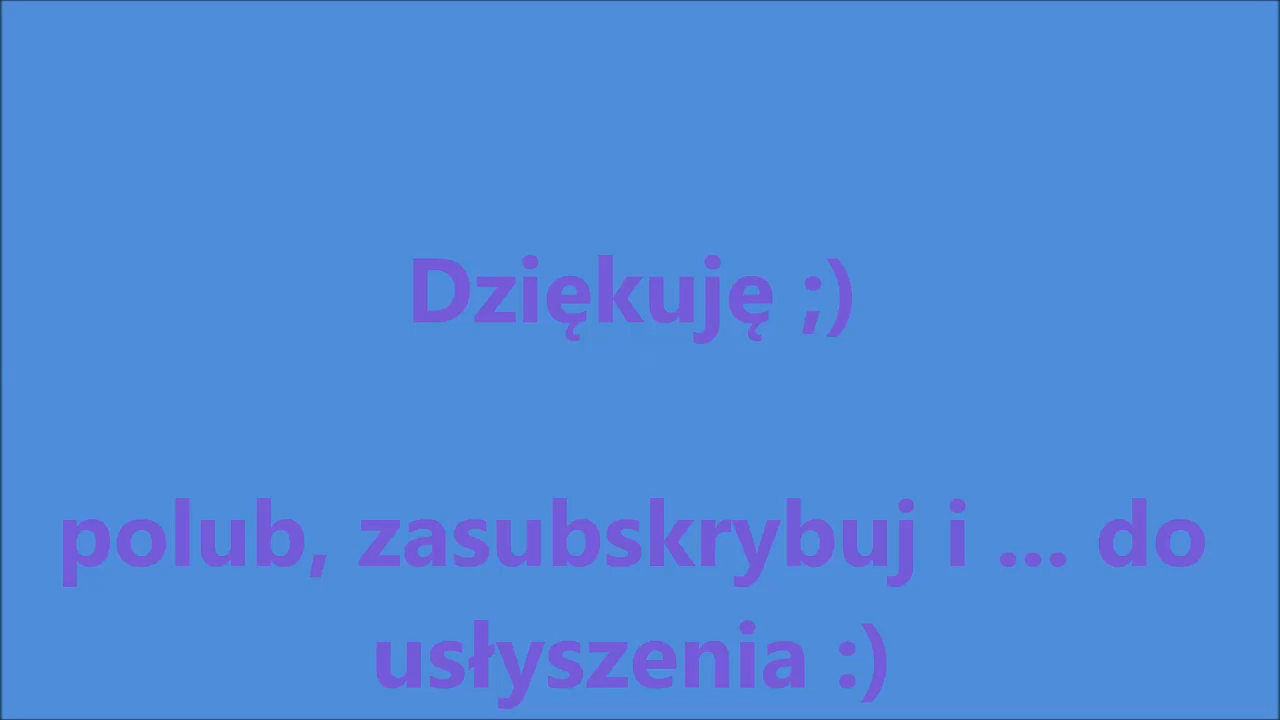 Dziękuję ;)
polub, zasubskrybuj i ... do
usłyszenia :)